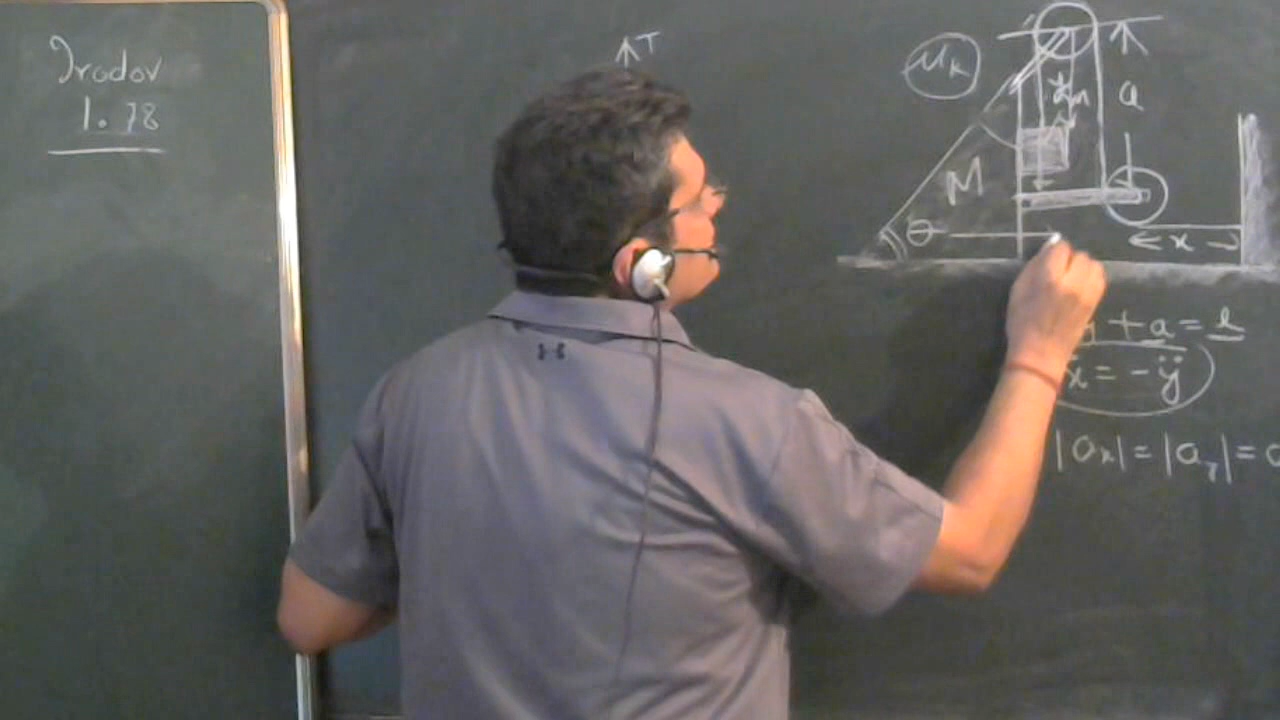 Irodov
1.78
T
μk
m
a
M
θ
x
+ a = l
ẍ = -ÿ
|ax| = |ay| =